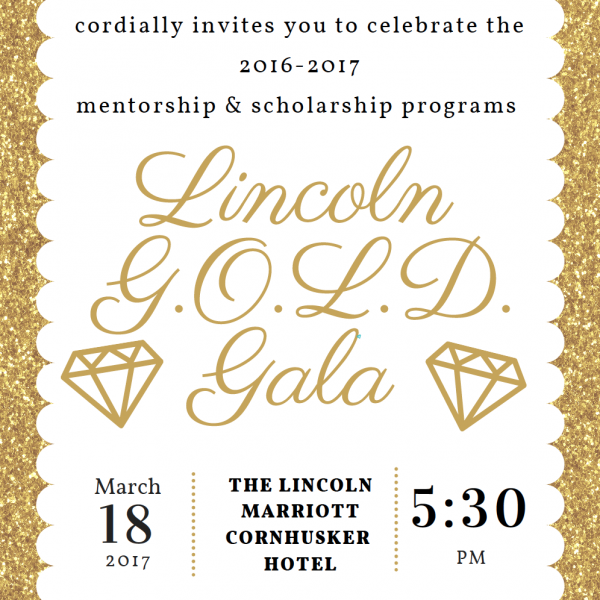 cordially invites you to celebrate the
2016-2017
mentorship & scholarship programs
Lincoln
G.O.L.D.
Gala
March
18
2017
THE LINCOLN
MARRIOTT
CORNHUSKER
HOTEL
5:30
PM